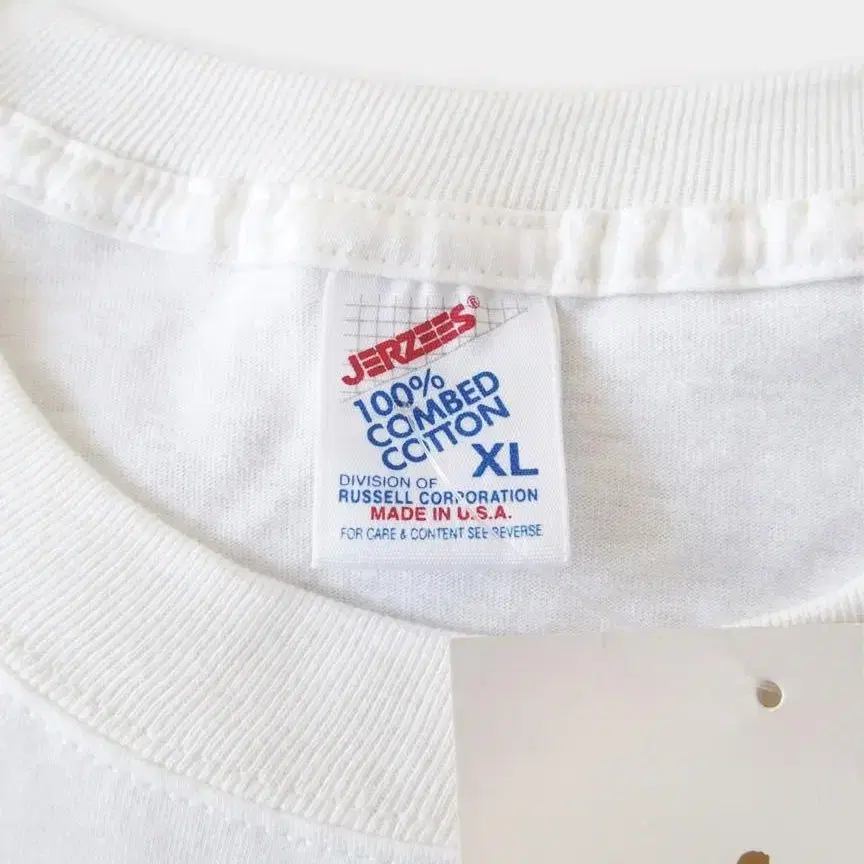 JERZEES®
100%
COMBED
COTTON
XL
DIVISION OF
RUSSELL CORPORATION
MADE IN U.S.A.
FOR CARE & CONTENT SEE REVERSE